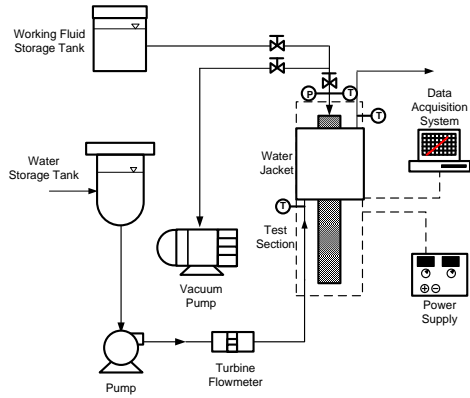 Working Fluid
Storage Tank
P
T
T
Data
Acquisition
System
Water
Storage Tank
Water
Jacket
T
Test
Section
Vacuum
Pump
Power
Supply
Pump
Turbine
Flowmeter